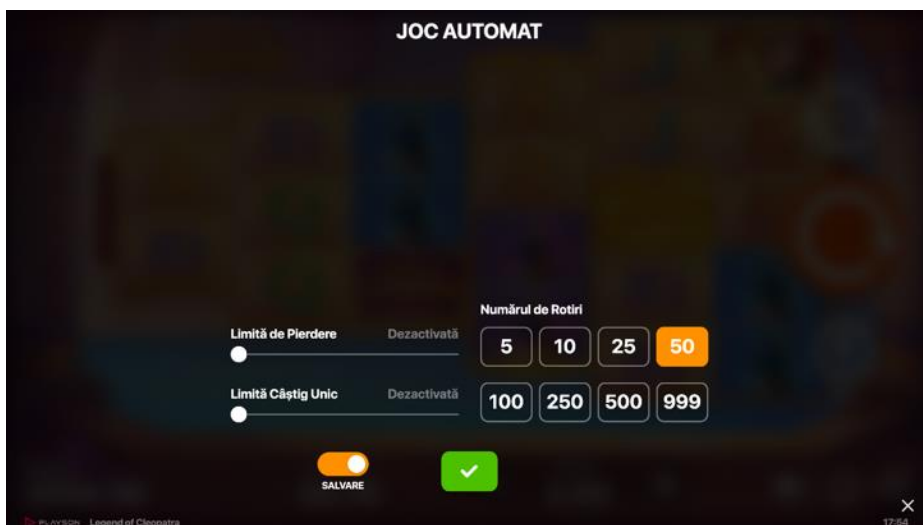 JOC AUTOMAT
Numărul de Rotiri
Limită de Pierdere Dezactivată
5 10 25 50
Limită Câștig Unic Dezactivată
100 250 500 999
SALVARE
PLAYSON Legend of Cleopatra
17:54